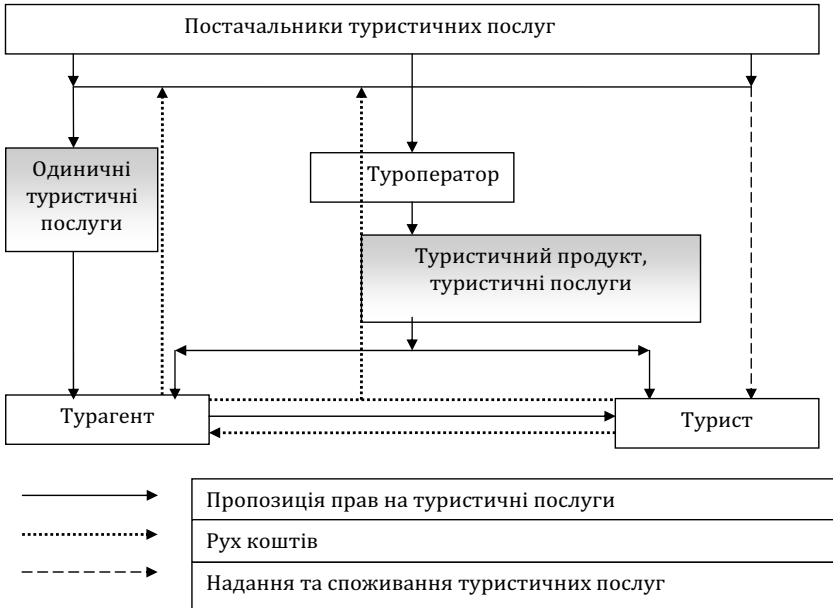 Постачальники туристичних послуг
Одиничні
туристичні
послуги
Туроператор
Туристичний продукт,
туристичні послуги
Турагент
Турист
Пропозиція прав на туристичні послуги
Рух коштів
Надання та споживання туристичних послуг